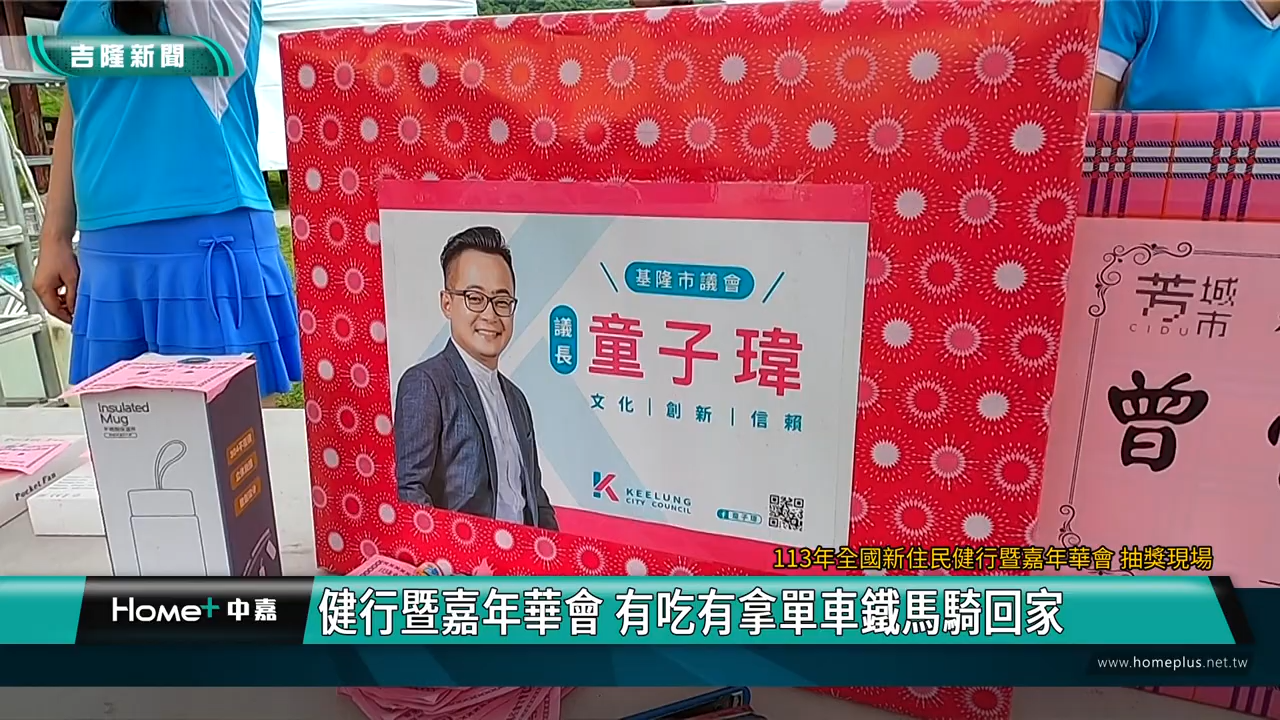 吉隆新聞
基隆市議會
議長
童子瑋
文化|創新|信賴
KEELUNG
CITY COUNCIL
童子瑋
芳城市
CIDU
曾
Insulated
Mug
Pocket Fan
113年全國新住民健行暨嘉年華會 抽獎現場
Home+中嘉
健行暨嘉年華會 有吃有拿單車鐵馬騎回家
www.homeplus.net.tw